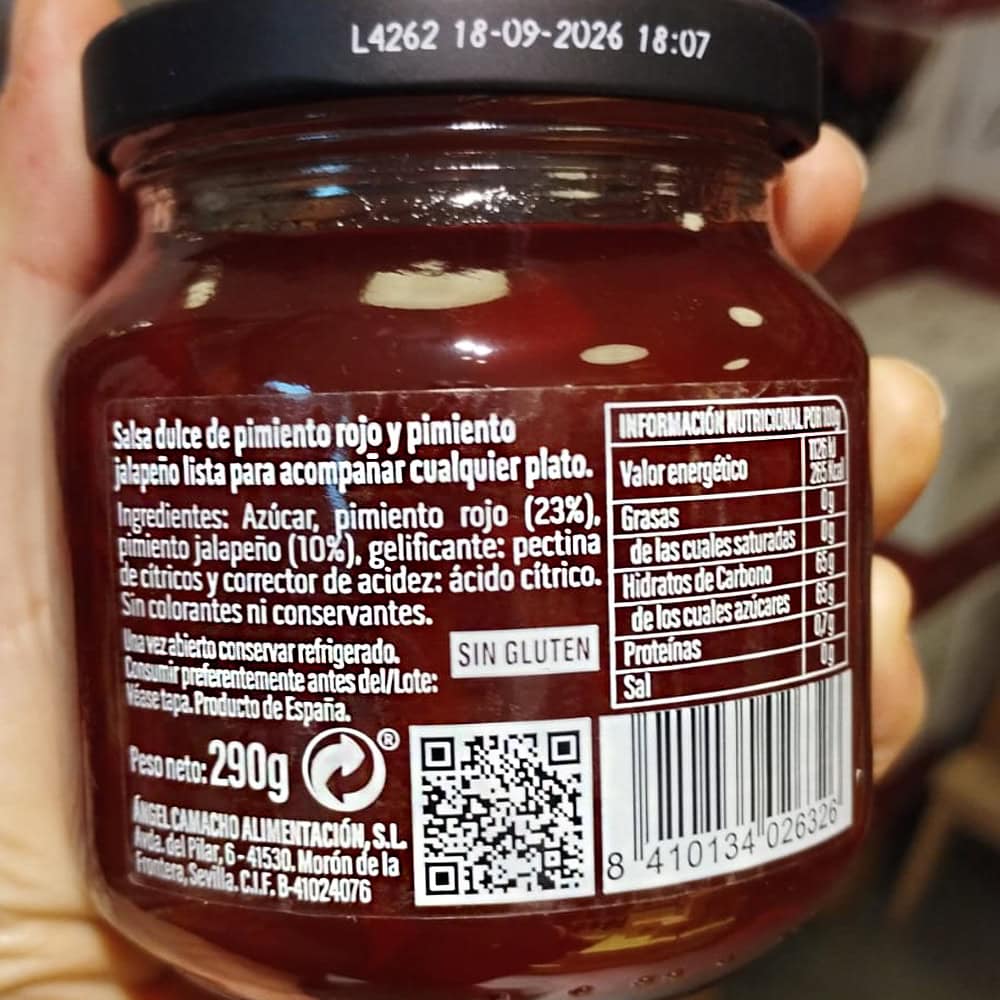 L4262 18-09-2026 18:07
Salsa dulce de pimiento rojo y pimiento
jalapeño lista para acompañar cualquier plato.
Ingredientes: Azúcar, pimiento rojo (23%),
pimiento jalapeño (10%), gelificante: pectina
de cítricos y corrector de acidez: ácido cítrico.
Sin colorantes ni conservantes.
Una vez abierto conservar refrigerado.
Consumir preferentemente antes del/Lote:
Véase tapa. Producto de España.
SIN GLUTEN
Peso neto: 290g
®
ÁNGEL CAMACHO ALIMENTACIÓN, S.L.
Avda. del Pilar, 6 - 41530. Morón de la
Frontera, Sevilla. C.I.F. B-41024076
INFORMACIÓN NUTRICIONAL POR 100g
Valor energético 1126 kJ
265 Kcal
Grasas 0g
de las cuales saturadas 0g
Hidratos de Carbono 65g
de los cuales azúcares 65g
Proteínas 0,7g
Sal 0g
8 410134 026326